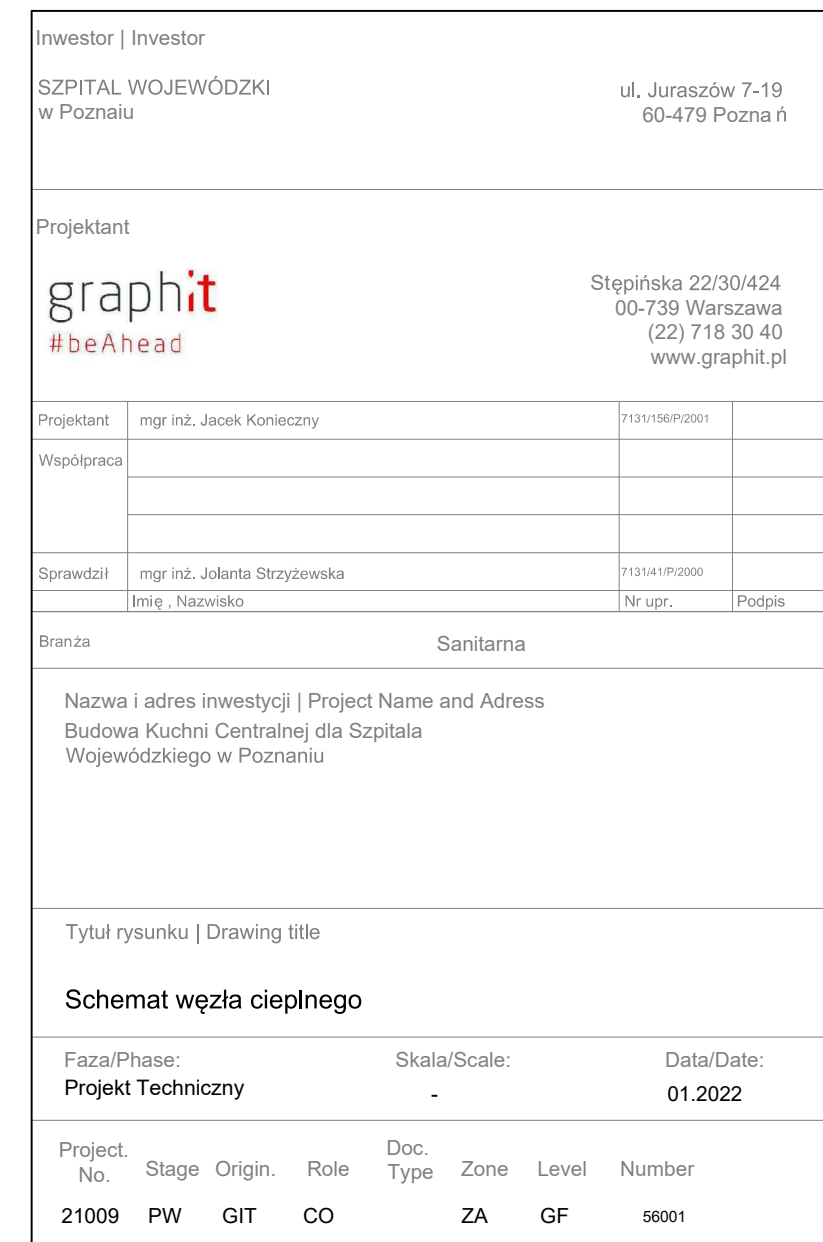 Inwestor | Investor
SZPITAL WOJEWÓDZKI
w Poznaiu
ul. Juraszów 7-19
60-479 Pozna ń
Projektant
graphit
#beAhead
Stępińska 22/30/424
00-739 Warszawa
(22) 718 30 40
www.graphit.pl
Projektant mgr inż. Jacek Konieczny 7131/156/P/2001
Współpraca
Sprawdził mgr inż. Jolanta Strzyżewska 7131/41/P/2000
Imię , Nazwisko Nr upr. Podpis
Branża Sanitarna
Nazwa i adres inwestycji | Project Name and Adress
Budowa Kuchni Centralnej dla Szpitala
Wojewódzkiego w Poznaniu
Tytuł rysunku | Drawing title
Schemat węzła cieplnego
Faza/Phase: Skala/Scale: Data/Date:
Projekt Techniczny - 01.2022
Project. No. Stage Origin. Role Doc. Type Zone Level Number
21009 PW GIT CO ZA GF 56001